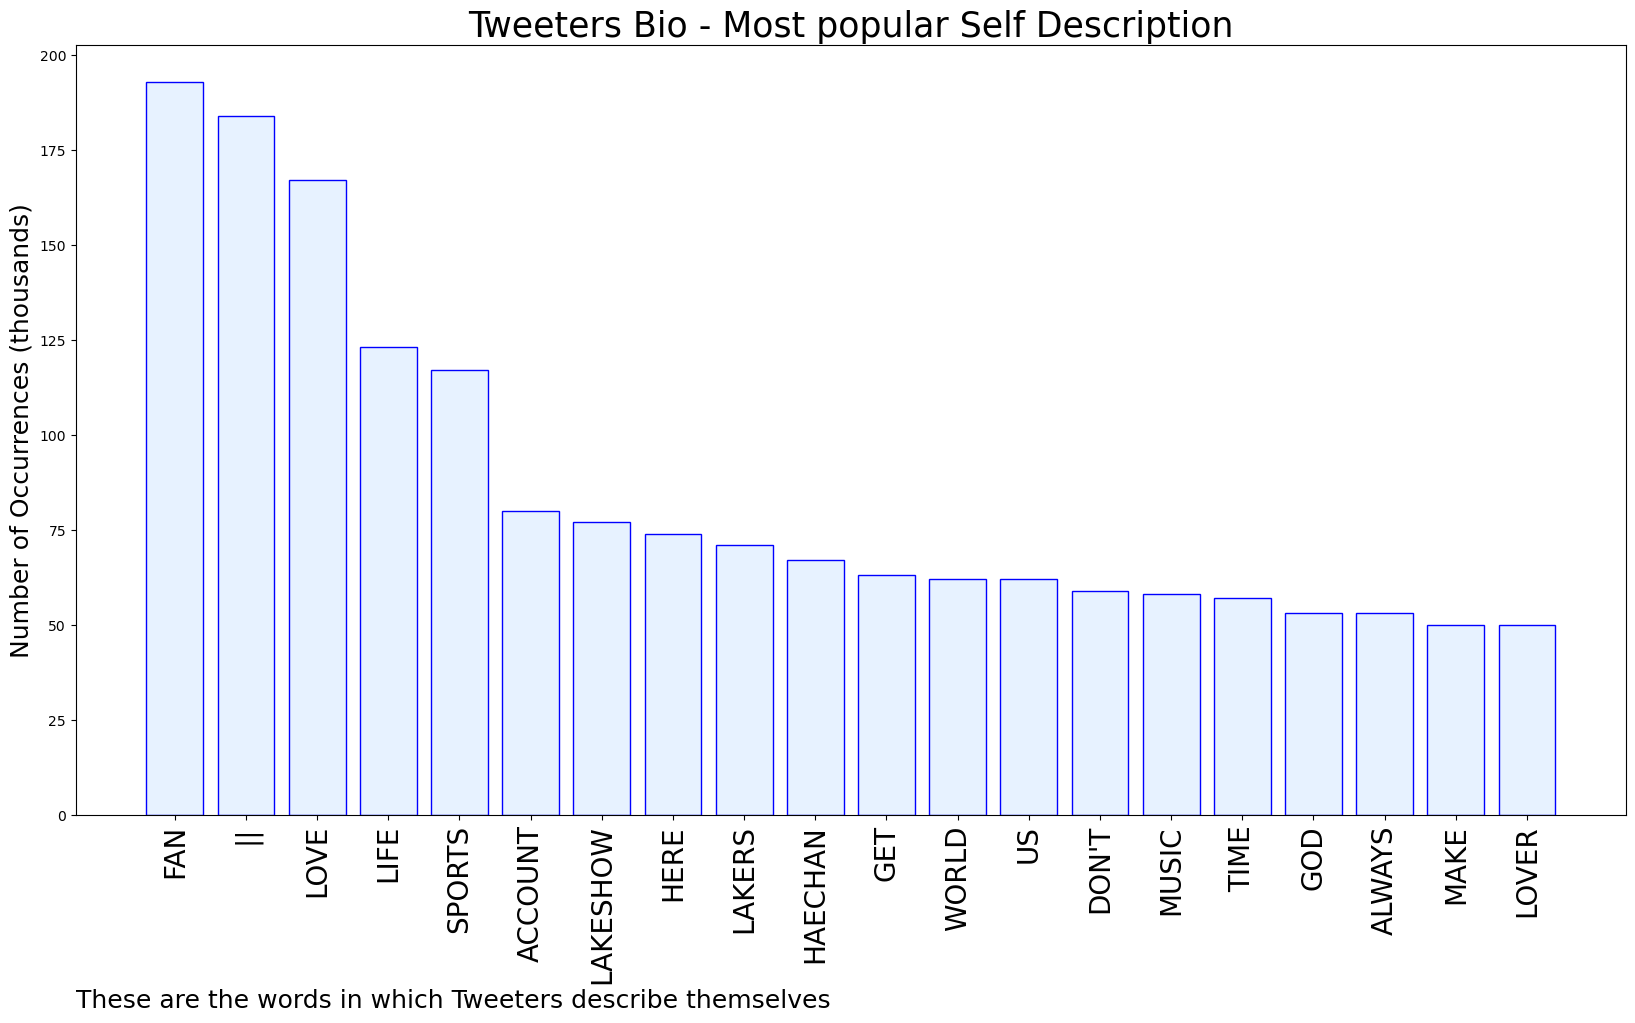 Tweeters Bio - Most popular Self Description
Number of Occurrences (thousands)
200
175
150
125
100
75
50
25
0
FAN
||
LOVE
LIFE
SPORTS
ACCOUNT
LAKESHOW
HERE
LAKERS
HAECHAN
GET
WORLD
US
DON'T
MUSIC
TIME
GOD
ALWAYS
MAKE
LOVER
These are the words in which Tweeters describe themselves